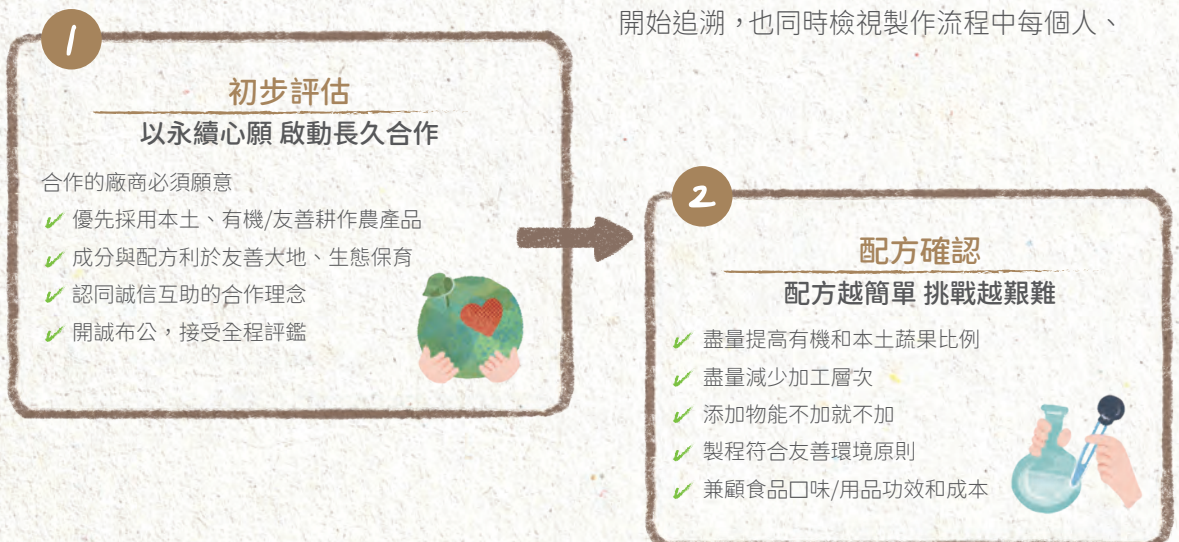 開始追溯，也同時檢視製作流程中每個人、
1
初步評估
以永續心願 啟動長久合作
合作的廠商必須願意
✔ 優先採用本土、有機/友善耕作農產品
✔ 成分與配方利於友善大地、生態保育
✔ 認同誠信互助的合作理念
✔ 開誠布公，接受全程評鑑
2
配方確認
配方越簡單 挑戰越艱難
✔ 盡量提高有機和本土蔬果比例
✔ 盡量減少加工層次
✔ 添加物能不加就不加
✔ 製程符合友善環境原則
✔ 兼顧食品口味/用品功效和成本